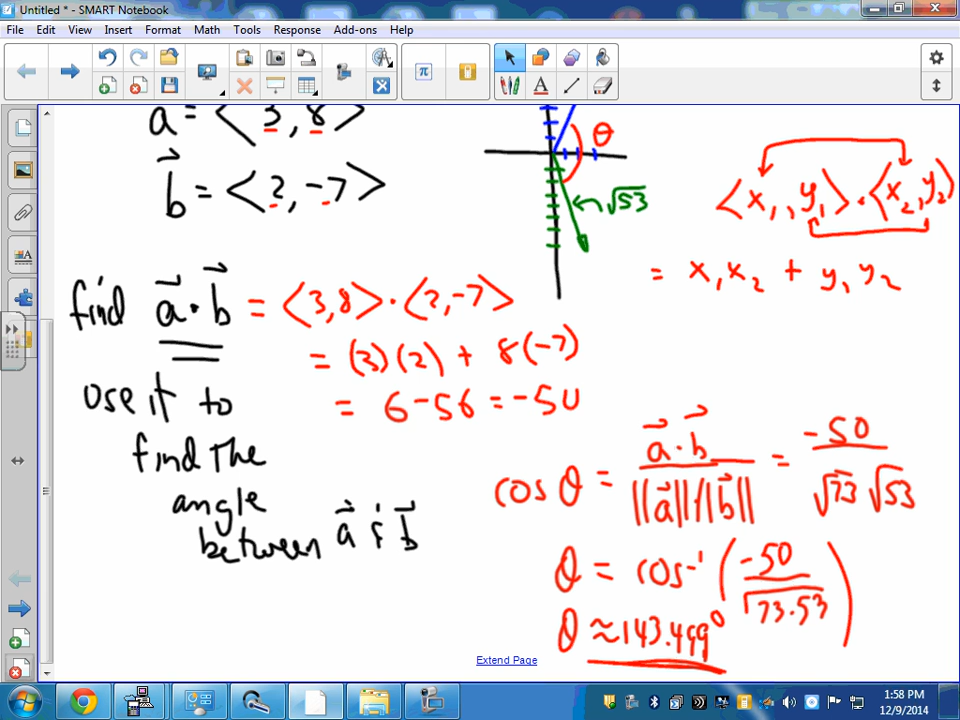 Untitled * - SMART Notebook
File Edit View Insert Format Math Tools Response Add-ons Help
a = <3, 8>
b = <2, -7>
θ
√53
<x₁, y₁> · <x₂, y₂>
= x₁x₂ + y₁y₂
find a · b = <3,8> · <2,-7>
= (3)(2) + 8(-7)
= 6 - 56 = -50
use it to
find the
angle
between a & b
cos θ = a · b / ||a|| ||b|| = -50 / √73 √53
θ = cos⁻¹ (-50 / √73·53)
θ ≈ 143.499°
Extend Page
1:58 PM
12/9/2014